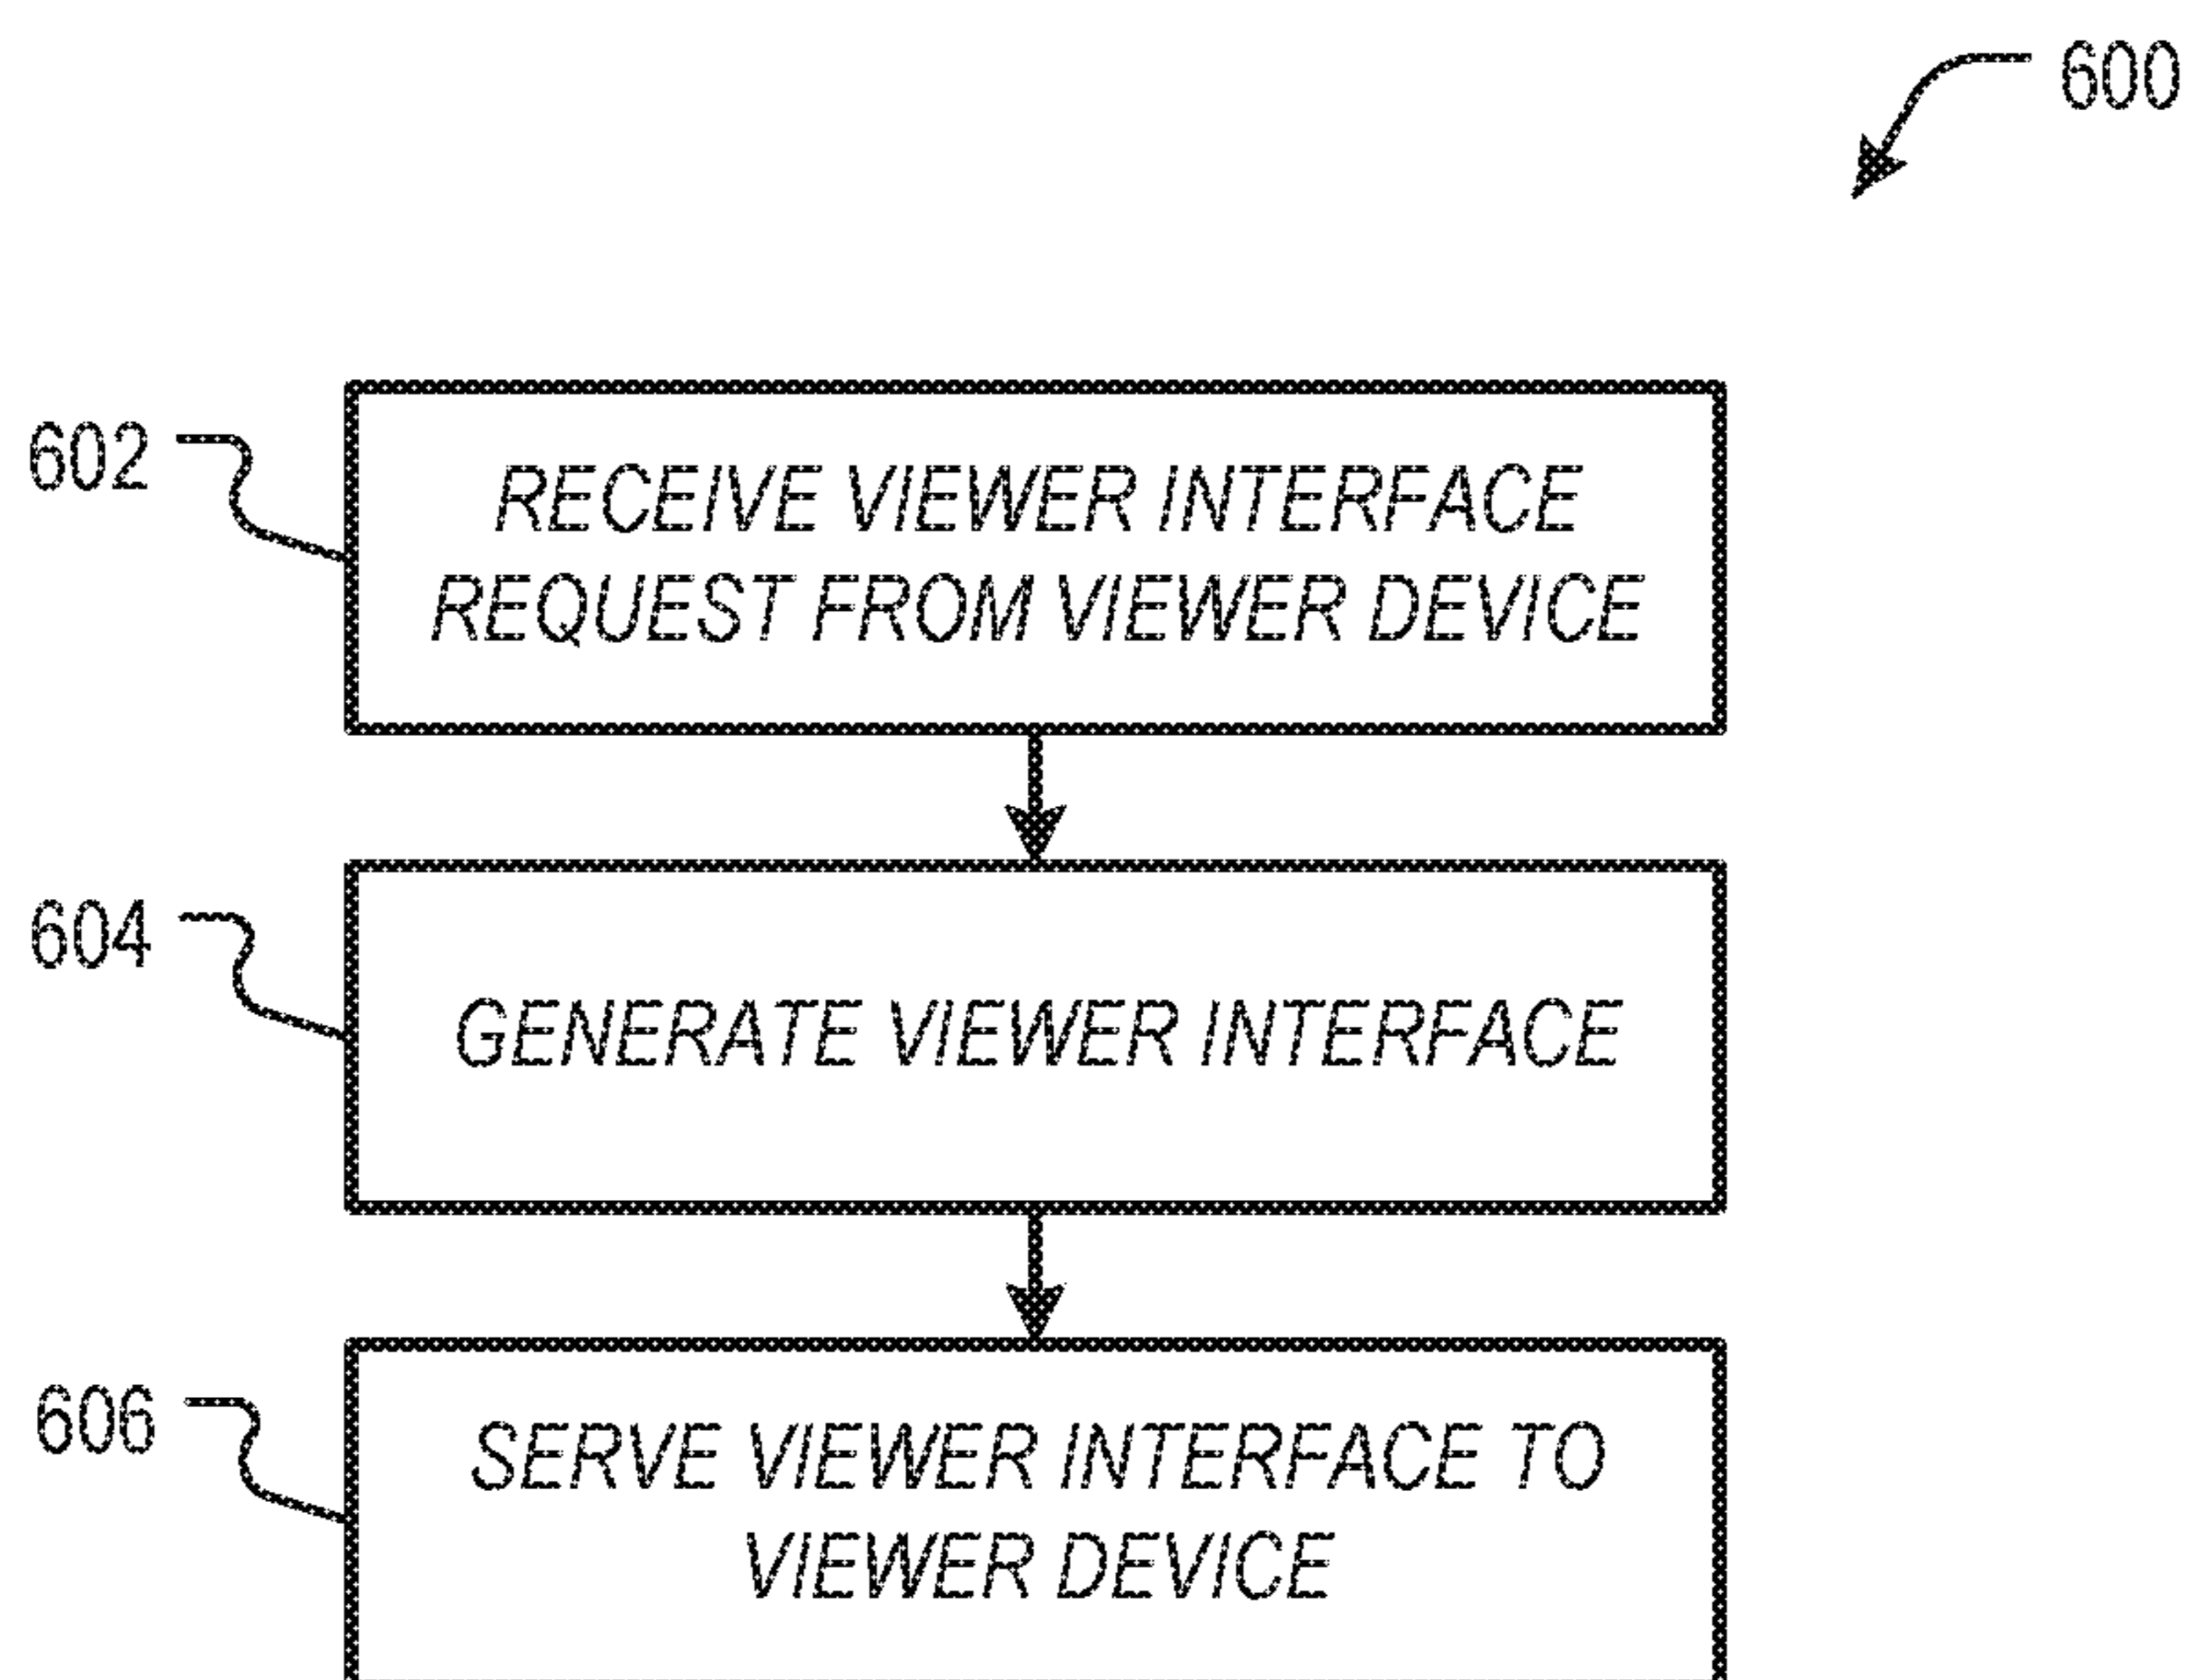 600
602
RECEIVE VIEWER INTERFACE
REQUEST FROM VIEWER DEVICE
604
GENERATE VIEWER INTERFACE
606
SERVE VIEWER INTERFACE TO
VIEWER DEVICE